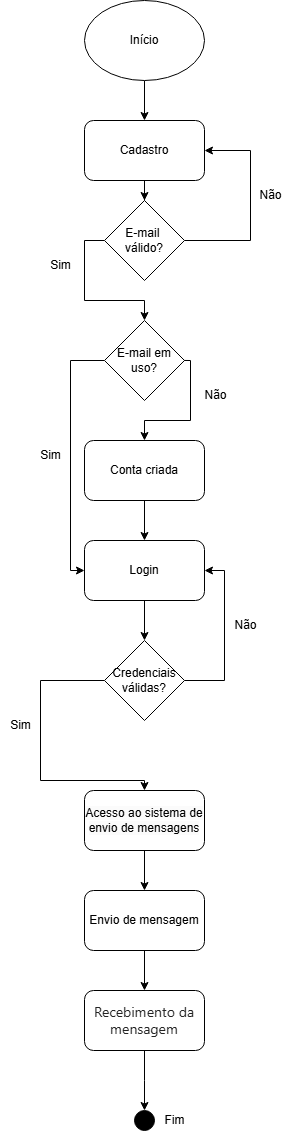 Início
Cadastro
Não
E-mail
válido?
Sim
E-mail em
uso?
Não
Sim
Conta criada
Login
Não
Credenciais
válidas?
Sim
Acesso ao sistema de
envio de mensagens
Envio de mensagem
Recebimento da
mensagem
Fim